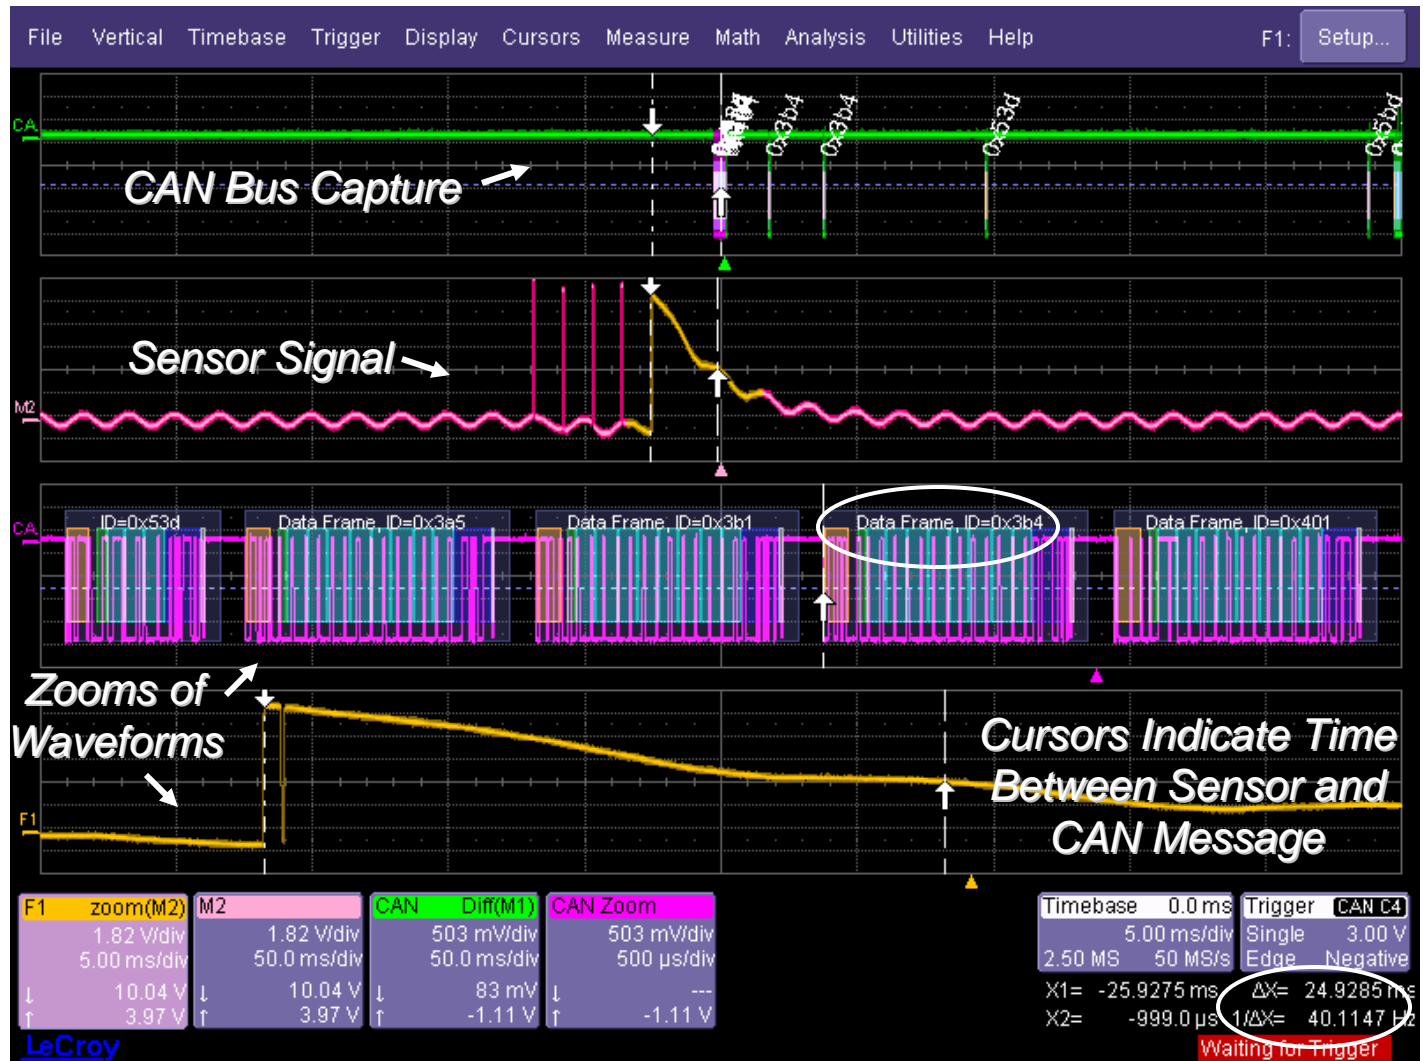 File Vertical Timebase Trigger Display Cursors Measure Math Analysis Utilities Help F1: Setup...
CA
0x3b4 0x3b4 0x53d 0x5bd
CAN Bus Capture
Sensor Signal
M2
CA
ID=0x53d Data Frame, ID=0x3a5 Data Frame, ID=0x3b1 Data Frame, ID=0x3b4 Data Frame, ID=0x401
Zooms of
Waveforms
Cursors Indicate Time
Between Sensor and
CAN Message
F1
F1 zoom(M2)
1.82 V/div
5.00 ms/div
↓ 10.04 V
↑ 3.97 V
M2
1.82 V/div
50.0 ms/div
↓ 10.04 V
↑ 3.97 V
CAN Diff(M1)
503 mV/div
50.0 ms/div
↓ 83 mV
↑ -1.11 V
CAN Zoom
503 mV/div
500 µs/div
↓ ---
↑ -1.11 V
Timebase 0.0 ms
5.00 ms/div
2.50 MS 50 MS/s
Trigger CAN C4
Single 3.00 V
Edge Negative
X1= -25.9275 ms ΔX= 24.9285 ms
X2= -999.0 µs 1/ΔX= 40.1147 Hz
LeCroy
Waiting for Trigger